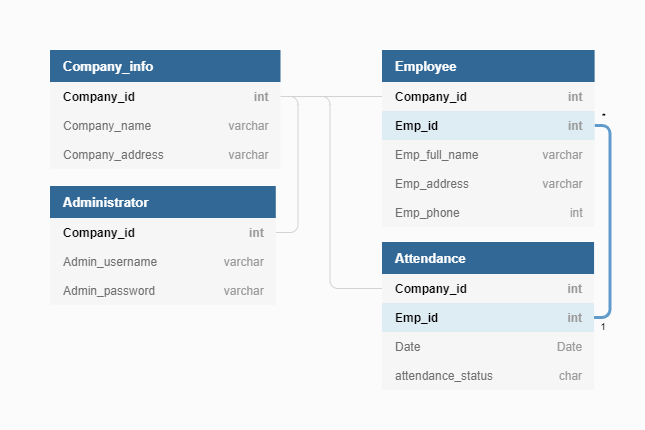 Company_info
Company_id int
Company_name varchar
Company_address varchar
Administrator
Company_id int
Admin_username varchar
Admin_password varchar
Employee
Company_id int
Emp_id int
*
Emp_full_name varchar
Emp_address varchar
Emp_phone int
Attendance
Company_id int
Emp_id int
1
Date Date
attendance_status char